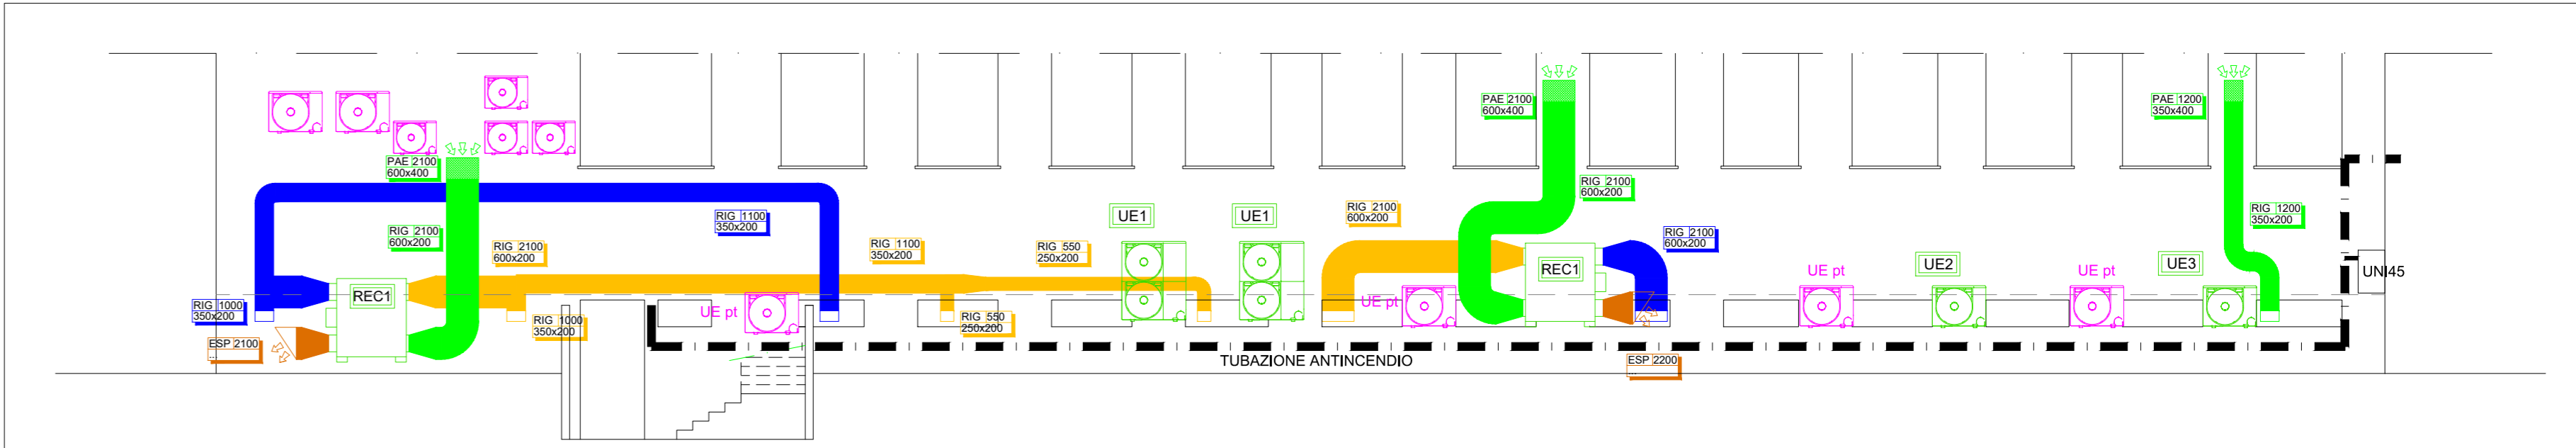 PAE 2100
600x400
PAE 1200
350x400
PAE 2100
600x400
RIG 2100
600x200
RIG 1100
350x200
UE1
UE1
RIG 2100
600x200
RIG 1200
350x200
RIG 2100
600x200
RIG 2100
600x200
RIG 1100
350x200
RIG 550
250x200
RIG 2100
600x200
REC1
UE pt
UE2
UE pt
UE3
UNI45
REC1
RIG 1000
350x200
UE pt
UE pt
RIG 1000
350x200
RIG 550
250x200
ESP 2100
...
TUBAZIONE ANTINCENDIO
ESP 2200
...